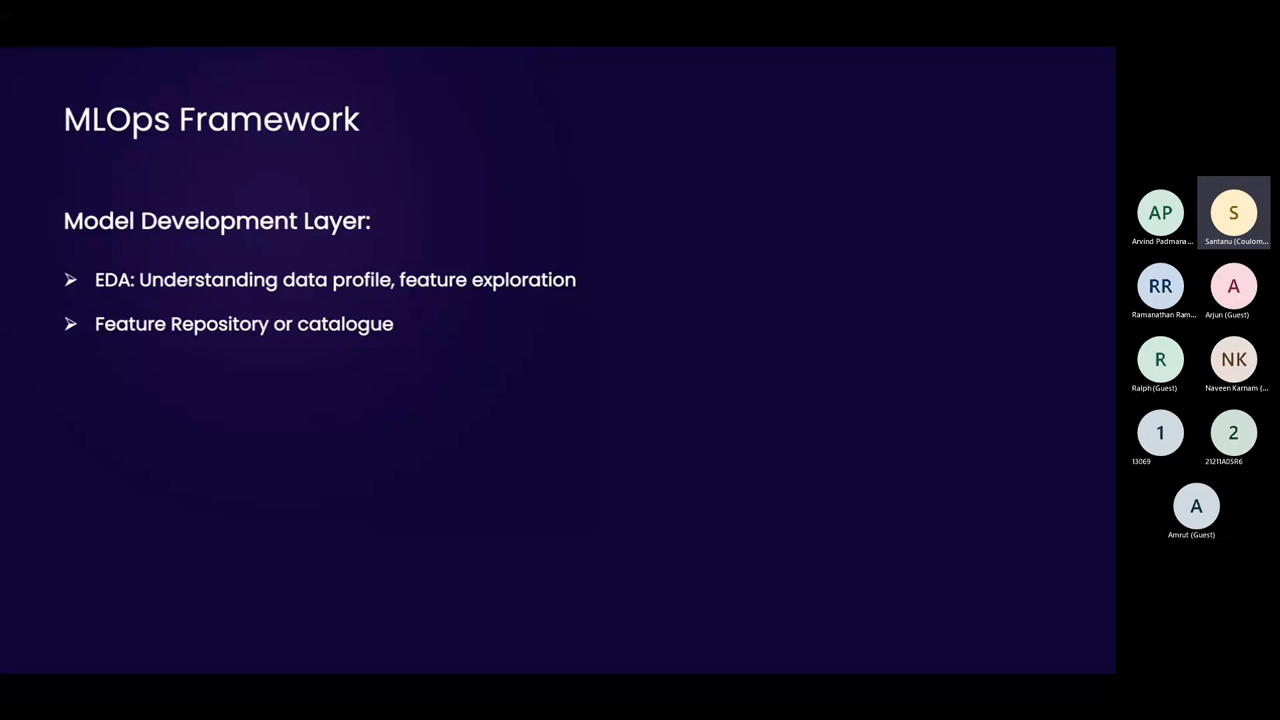 MLOps Framework
Model Development Layer:
➢ EDA: Understanding data profile, feature exploration
➢ Feature Repository or catalogue
AP
Arvind Padmana...
S
Santanu (Coulom...
RR
Ramanathan Ram...
A
Arjun (Guest)
R
Ralph (Guest)
NK
Naveen Karnam (...
1
13069
2
21211A05R6
A
Amrut (Guest)